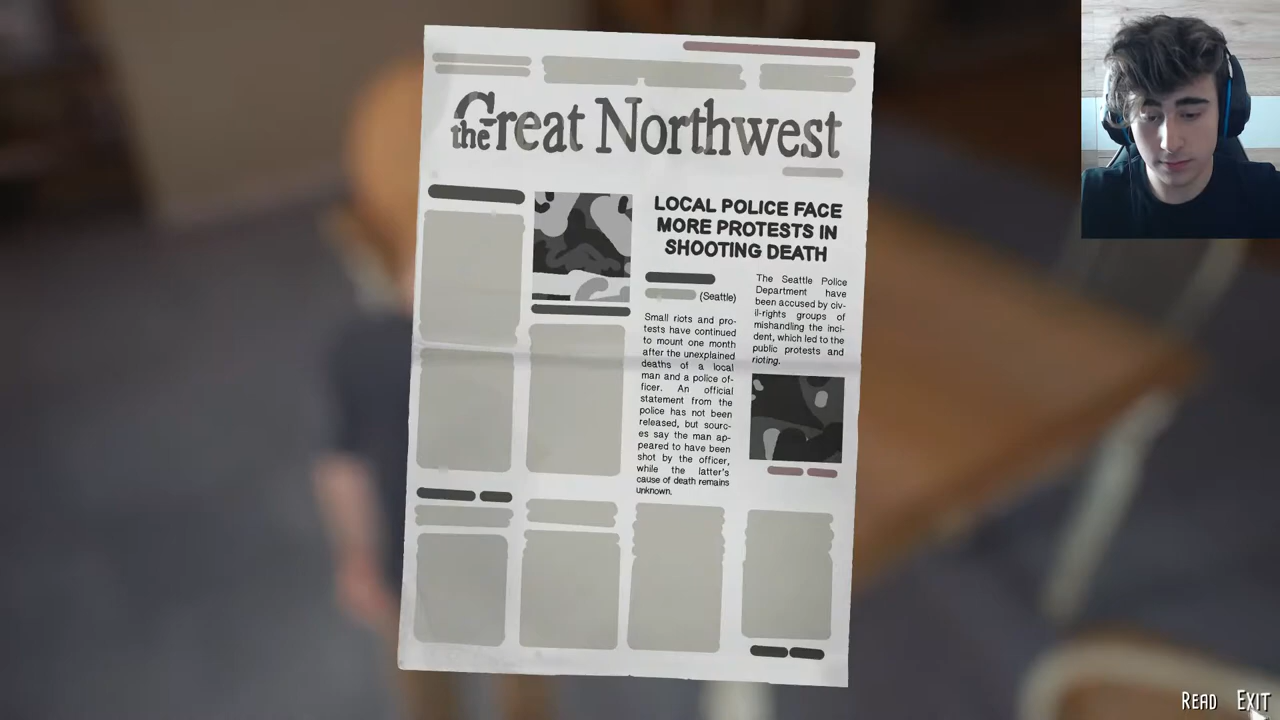 the Great Northwest
LOCAL POLICE FACE
MORE PROTESTS IN
SHOOTING DEATH
(Seattle)
Small riots and pro-
tests have continued
to mount one month
after the unexplained
deaths of a local
man and a police of-
ficer. An official
statement from the
police has not been
released, but sourc-
es say the man ap-
peared to have been
shot by the officer,
while the latter's
cause of death remains
unknown.
The Seattle Police
Department have
been accused by civ-
il-rights groups of
mishandling the inci-
dent, which led to the
public protests and
rioting.
READ EXIT